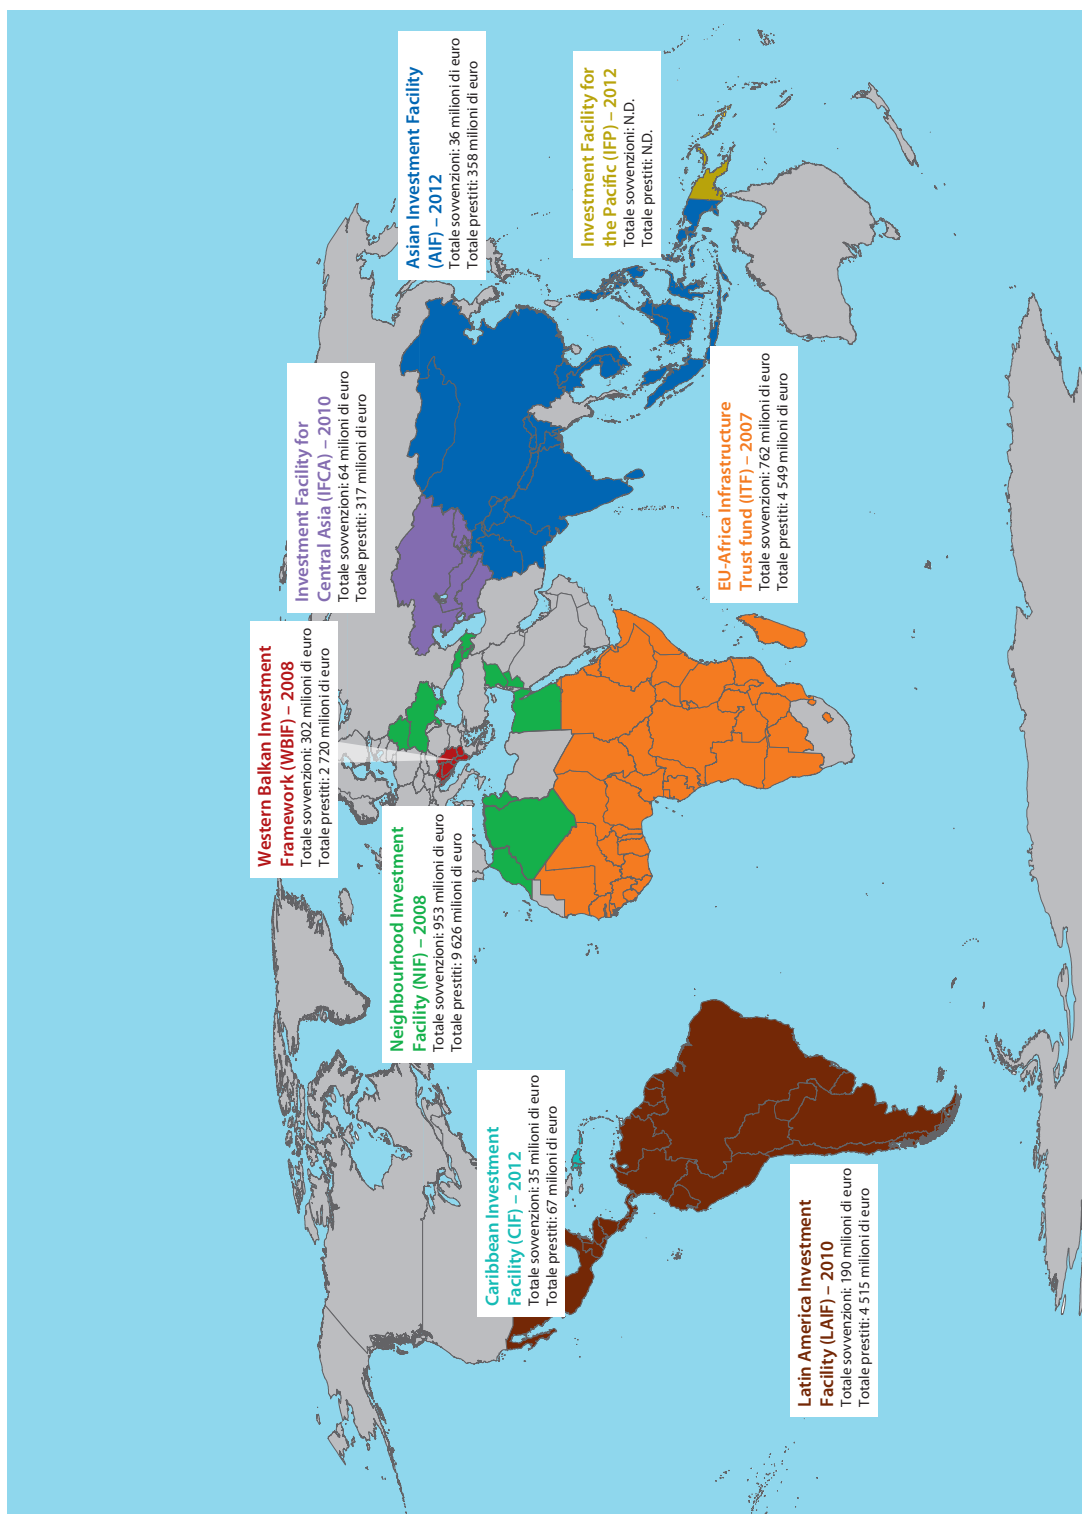 Western Balkan Investment
Framework (WBIF) – 2008
Totale sovvenzioni: 302 milioni di euro
Totale prestiti: 2 720 milioni di euro
Investment Facility for
Central Asia (IFCA) – 2010
Totale sovvenzioni: 64 milioni di euro
Totale prestiti: 317 milioni di euro
Asian Investment Facility
(AIF) – 2012
Totale sovvenzioni: 36 milioni di euro
Totale prestiti: 358 milioni di euro
Neighbourhood Investment
Facility (NIF) – 2008
Totale sovvenzioni: 953 milioni di euro
Totale prestiti: 9 626 milioni di euro
Caribbean Investment
Facility (CIF) – 2012
Totale sovvenzioni: 35 milioni di euro
Totale prestiti: 67 milioni di euro
Investment Facility for
the Pacific (IFP) – 2012
Totale sovvenzioni: N.D.
Totale prestiti: N.D.
EU-Africa Infrastructure
Trust fund (ITF) – 2007
Totale sovvenzioni: 762 milioni di euro
Totale prestiti: 4 549 milioni di euro
Latin America Investment
Facility (LAIF) – 2010
Totale sovvenzioni: 190 milioni di euro
Totale prestiti: 4 515 milioni di euro